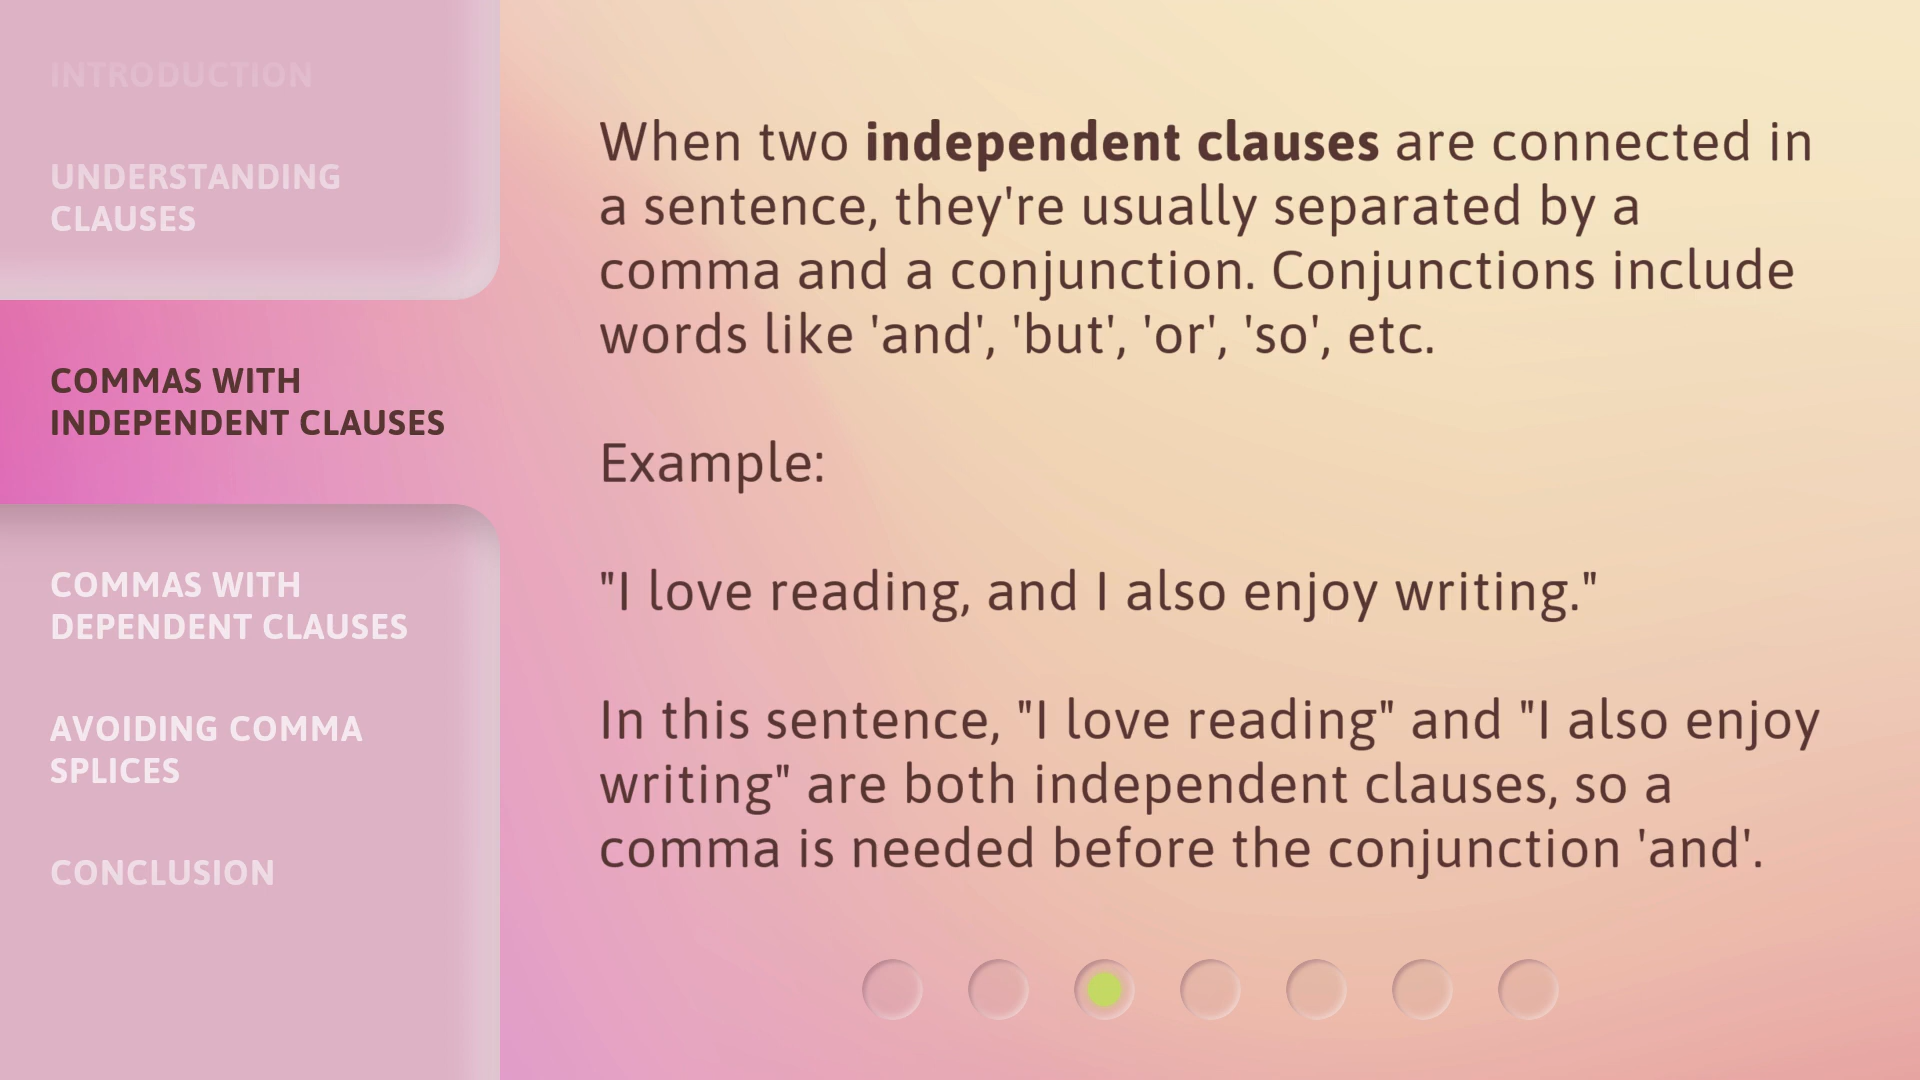 INTRODUCTION
UNDERSTANDING
CLAUSES
COMMAS WITH
INDEPENDENT CLAUSES
COMMAS WITH
DEPENDENT CLAUSES
AVOIDING COMMA
SPLICES
CONCLUSION
When two independent clauses are connected in
a sentence, they're usually separated by a
comma and a conjunction. Conjunctions include
words like 'and', 'but', 'or', 'so', etc.
Example:
"I love reading, and I also enjoy writing."
In this sentence, "I love reading" and "I also enjoy
writing" are both independent clauses, so a
comma is needed before the conjunction 'and'.